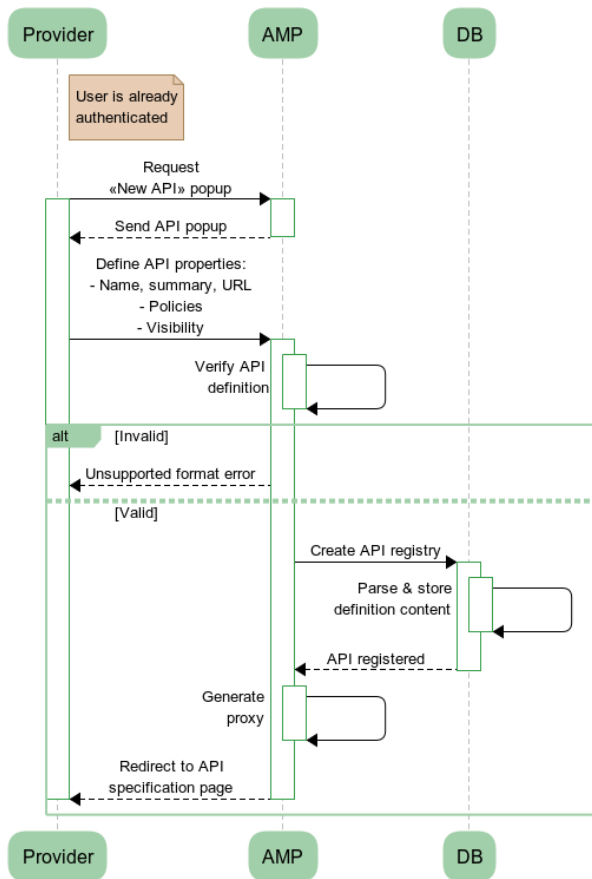 Provider
AMP
DB
User is already
authenticated
Request
«New API» popup
Send API popup
Define API properties:
- Name, summary, URL
- Policies
- Visibility
Verify API
definition
alt
[Invalid]
Unsupported format error
[Valid]
Create API registry
Parse & store
definition content
API registered
Generate
proxy
Redirect to API
specification page
Provider
AMP
DB